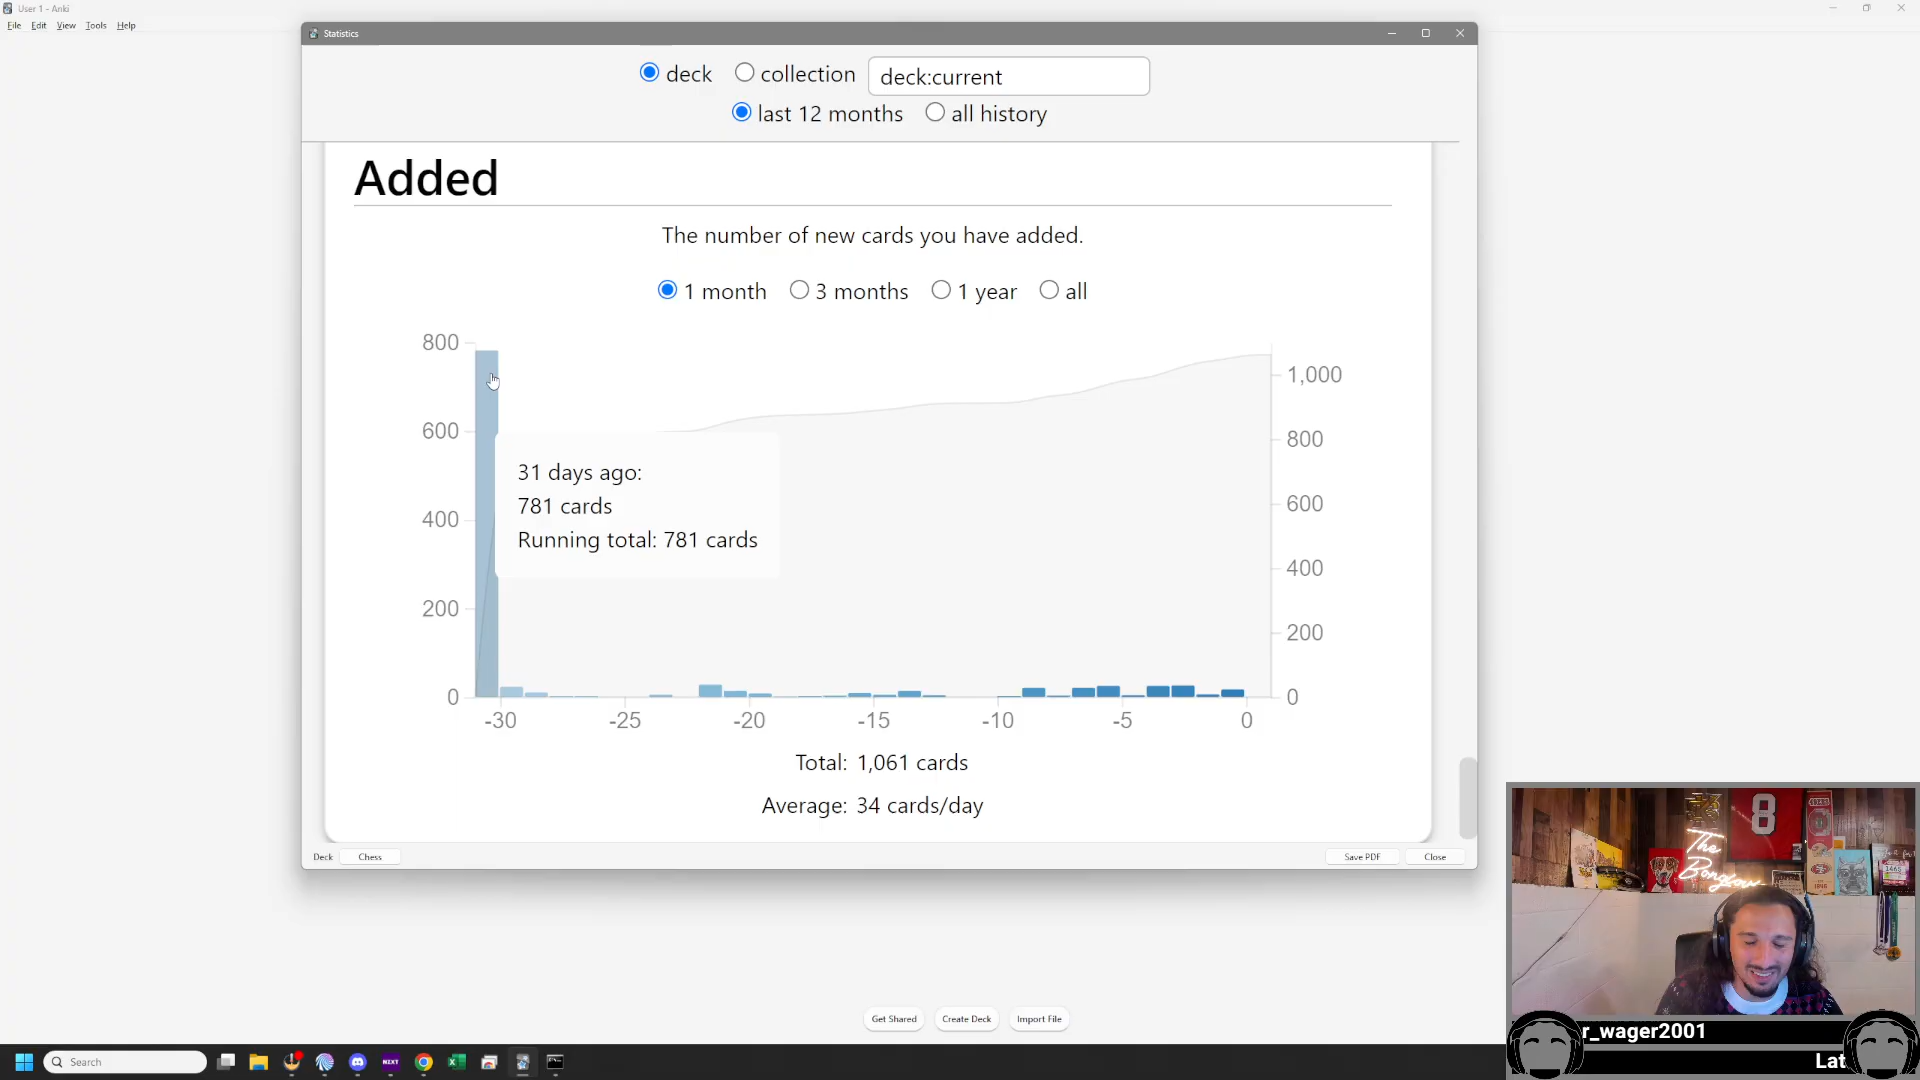 User 1 - Anki
File Edit View Tools Help
Statistics
deck collection deck:current
last 12 months all history
Added
The number of new cards you have added.
1 month 3 months 1 year all
800
600
400
200
0
1,000
800
600
400
200
0
31 days ago:
781 cards
Running total: 781 cards
-30 -25 -20 -15 -10 -5 0
Total: 1,061 cards
Average: 34 cards/day
Deck Chess Save PDF Close
Get Shared Create Deck Import File
Search
NEXT
8
The
Bonglow
r_wager2001
Lat